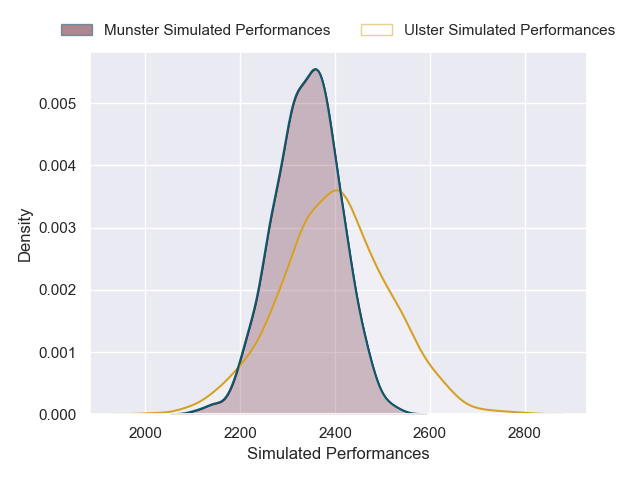 Munster Simulated Performances Ulster Simulated Performances
0.005
0.004
0.003
0.002
0.001
0.000
Density
2000 2200 2400 2600 2800
Simulated Performances